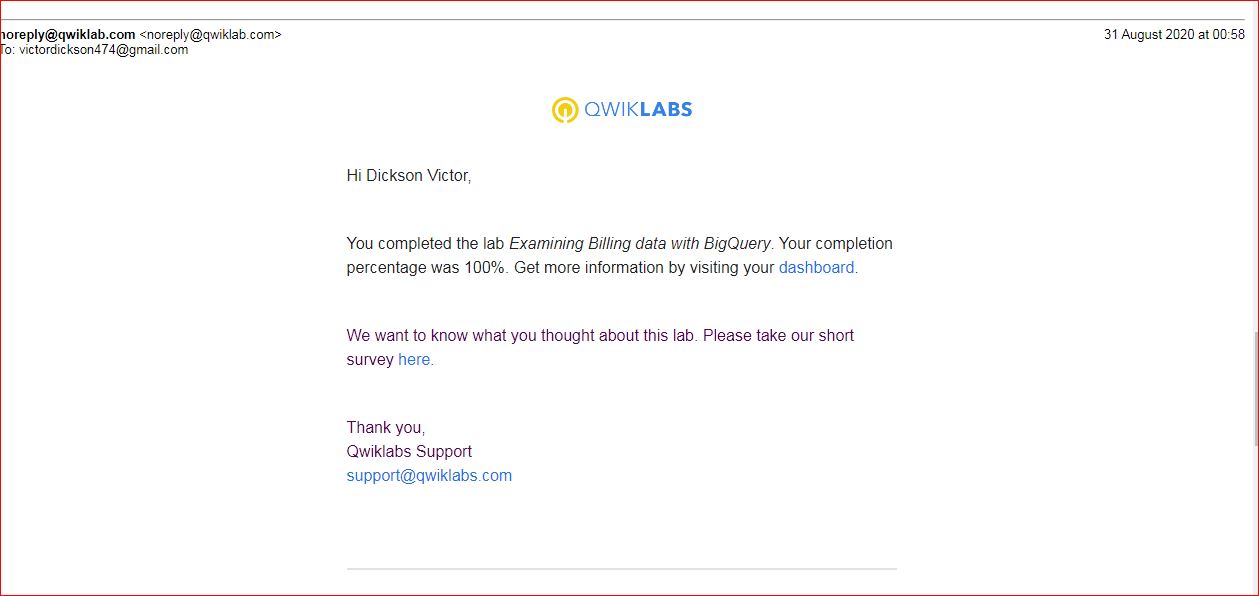 noreply@qwiklab.com <noreply@qwiklab.com>
31 August 2020 at 00:58
To: victordickson474@gmail.com
QWIKLABS
Hi Dickson Victor,
You completed the lab Examining Billing data with BigQuery. Your completion
percentage was 100%. Get more information by visiting your dashboard.
We want to know what you thought about this lab. Please take our short
survey here.
Thank you,
Qwiklabs Support
support@qwiklabs.com